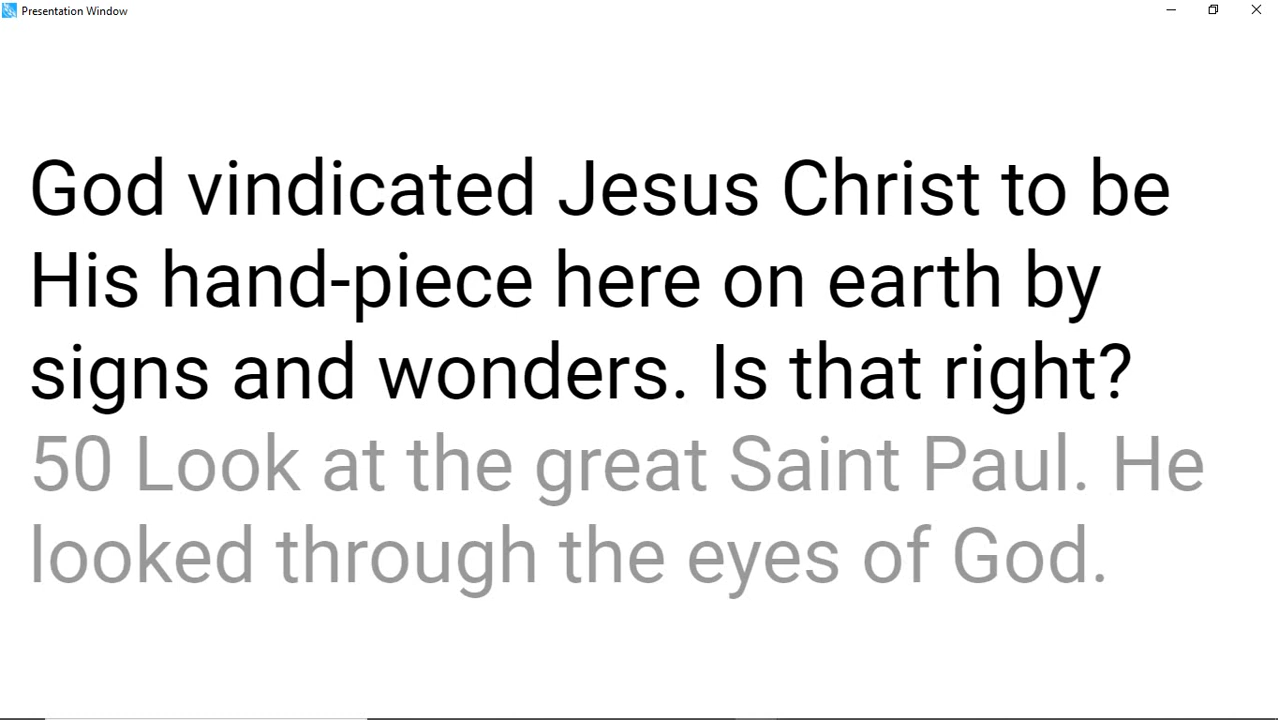 Presentation Window
God vindicated Jesus Christ to be
His hand-piece here on earth by
signs and wonders. Is that right?
50 Look at the great Saint Paul. He
looked through the eyes of God.